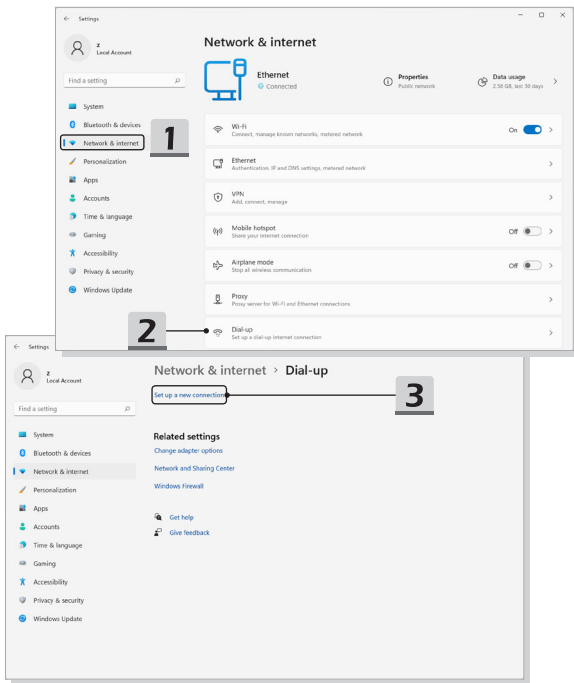 Settings
z
Local Account
Find a setting
System
Bluetooth & devices
Network & internet
Personalization
Apps
Accounts
Time & language
Gaming
Accessibility
Privacy & security
Windows Update
1
Network & internet
Ethernet
Connected
Properties
Public network
Data usage
2.58 GB, last 30 days
Wi-Fi
Connect, manage known networks, metered network
On
Ethernet
Authentication, IP and DNS settings, metered network
VPN
Add, connect, manage
Mobile hotspot
Share your internet connection
Off
Airplane mode
Stop all wireless communication
Off
Proxy
Proxy server for Wi-Fi and Ethernet connections
2
Dial-up
Set up a dial-up internet connection
Settings
z
Local Account
Find a setting
System
Bluetooth & devices
Network & internet
Personalization
Apps
Accounts
Time & language
Gaming
Accessibility
Privacy & security
Windows Update
Network & internet > Dial-up
Set up a new connection
3
Related settings
Change adapter options
Network and Sharing Center
Windows Firewall
Get help
Give feedback